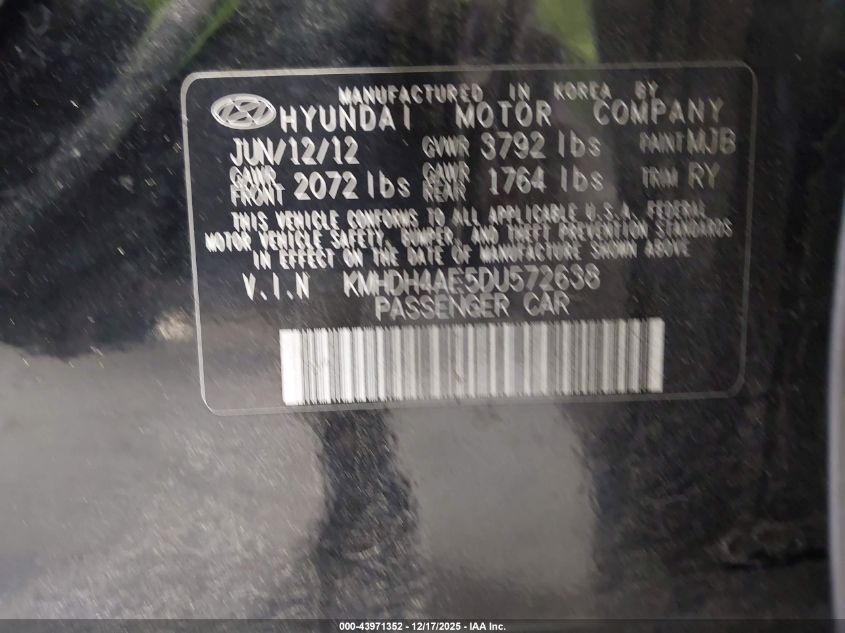 MANUFACTURED IN KOREA BY
HYUNDAI MOTOR COMPANY
JUN/12/12 GVWR 3792 lbs PAINT MJB
GAWR FRONT 2072 lbs GAWR REAR 1764 lbs TRIM RY
THIS VEHICLE CONFORMS TO ALL APPLICABLE U.S.A. FEDERAL
MOTOR VEHICLE SAFETY, BUMPER, AND THEFT PREVENTION STANDARDS
IN EFFECT ON THE DATE OF MANUFACTURE SHOWN ABOVE
V.I.N KMHDH4AE5DU572638
PASSENGER CAR
000-43971352 - 12/17/2025 - IAA Inc.